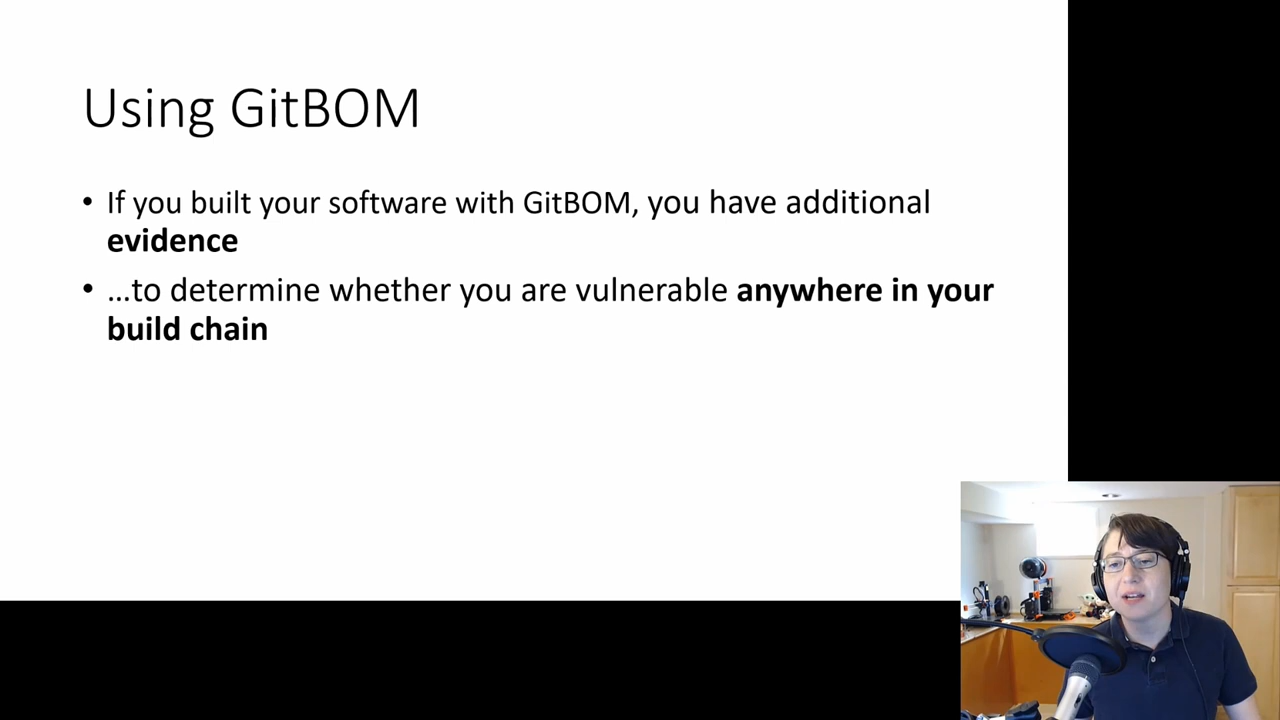 Using GitBOM
• If you built your software with GitBOM, you have additional
evidence
• …to determine whether you are vulnerable anywhere in your
build chain